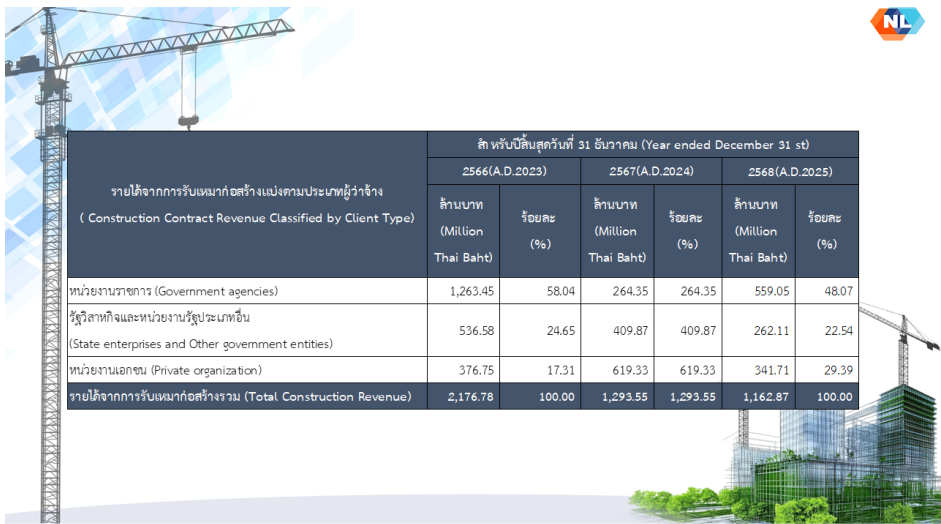 NL
สำหรับปีสิ้นสุดวันที่ 31 ธันวาคม (Year ended December 31 st)
รายได้จากการรับเหมาก่อสร้างแบ่งตามประเภทผู้ว่าจ้าง
( Construction Contract Revenue Classified by Client Type)
2566(A.D.2023) 2567(A.D.2024) 2568(A.D.2025)
ล้านบาท
(Million
Thai Baht)
ร้อยละ
(%)
ล้านบาท
(Million
Thai Baht)
ร้อยละ
(%)
ล้านบาท
(Million
Thai Baht)
ร้อยละ
(%)
หน่วยงานราชการ (Government agencies) 1,263.45 58.04 264.35 264.35 559.05 48.07
รัฐวิสาหกิจและหน่วยงานรัฐประเภทอื่น
(State enterprises and Other government entities) 536.58 24.65 409.87 409.87 262.11 22.54
หน่วยงานเอกชน (Private organization) 376.75 17.31 619.33 619.33 341.71 29.39
รายได้จากการรับเหมาก่อสร้างรวม (Total Construction Revenue) 2,176.78 100.00 1,293.55 1,293.55 1,162.87 100.00